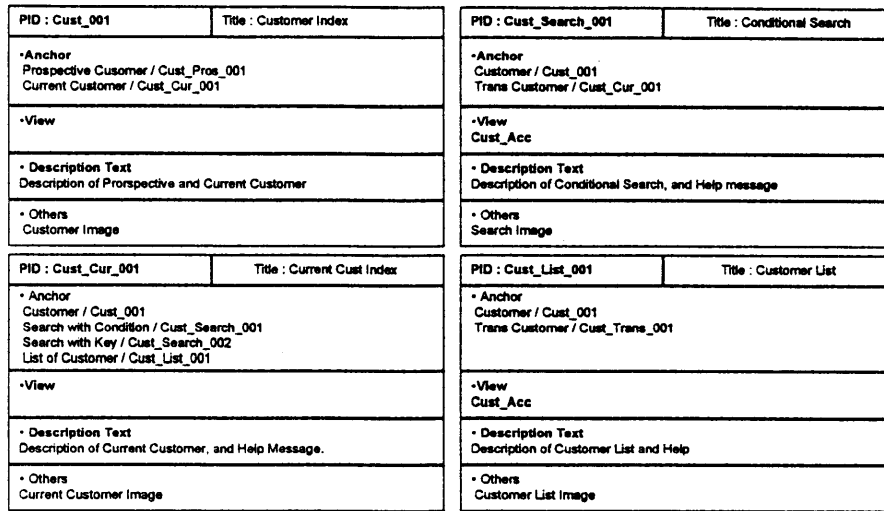 PID : Cust_001 Title : Customer Index
•Anchor
Prospective Cusomer / Cust_Pros_001
Current Customer / Cust_Cur_001
•View
• Description Text
Description of Prorspective and Current Customer
• Others
Customer Image
PID : Cust_Search_001 Title : Conditional Search
•Anchor
Customer / Cust_001
Trans Customer / Cust_Cur_001
•View
Cust_Acc
• Description Text
Description of Conditional Search, and Help message
• Others
Search Image
PID : Cust_Cur_001 Title : Current Cust Index
• Anchor
Customer / Cust_001
Search with Condition / Cust_Search_001
Search with Key / Cust_Search_002
List of Customer / Cust_List_001
•View
• Description Text
Description of Current Customer, and Help Message.
• Others
Current Customer Image
PID : Cust_List_001 Title : Customer List
• Anchor
Customer / Cust_001
Trans Customer / Cust_Trans_001
•View
Cust_Acc
• Description Text
Description of Customer List and Help
• Others
Customer List Image